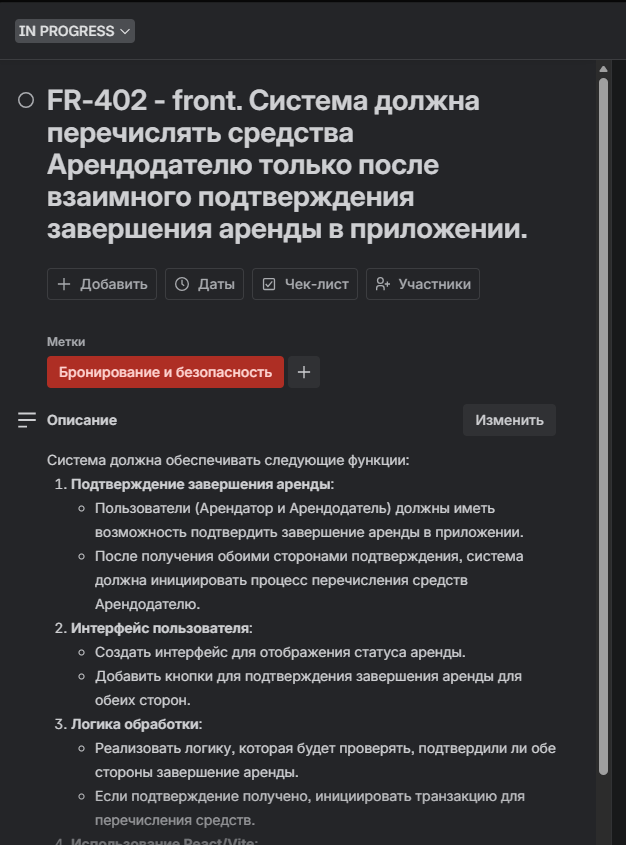 IN PROGRESS
FR-402 - front. Система должна
перечислять средства
Арендодателю только после
взаимного подтверждения
завершения аренды в приложении.
Добавить Даты Чек-лист Участники
Метки
Бронирование и безопасность
Описание Изменить
Система должна обеспечивать следующие функции:
1. Подтверждение завершения аренды:
Пользователи (Арендатор и Арендодатель) должны иметь
возможность подтвердить завершение аренды в приложении.
После получения обоими сторонами подтверждения, система
должна инициировать процесс перечисления средств
Арендодателю.
2. Интерфейс пользователя:
Создать интерфейс для отображения статуса аренды.
Добавить кнопки для подтверждения завершения аренды для
обеих сторон.
3. Логика обработки:
Реализовать логику, которая будет проверять, подтвердили ли обе
стороны завершение аренды.
Если подтверждение получено, инициировать транзакцию для
перечисления средств.
4. Использование React/Vite: